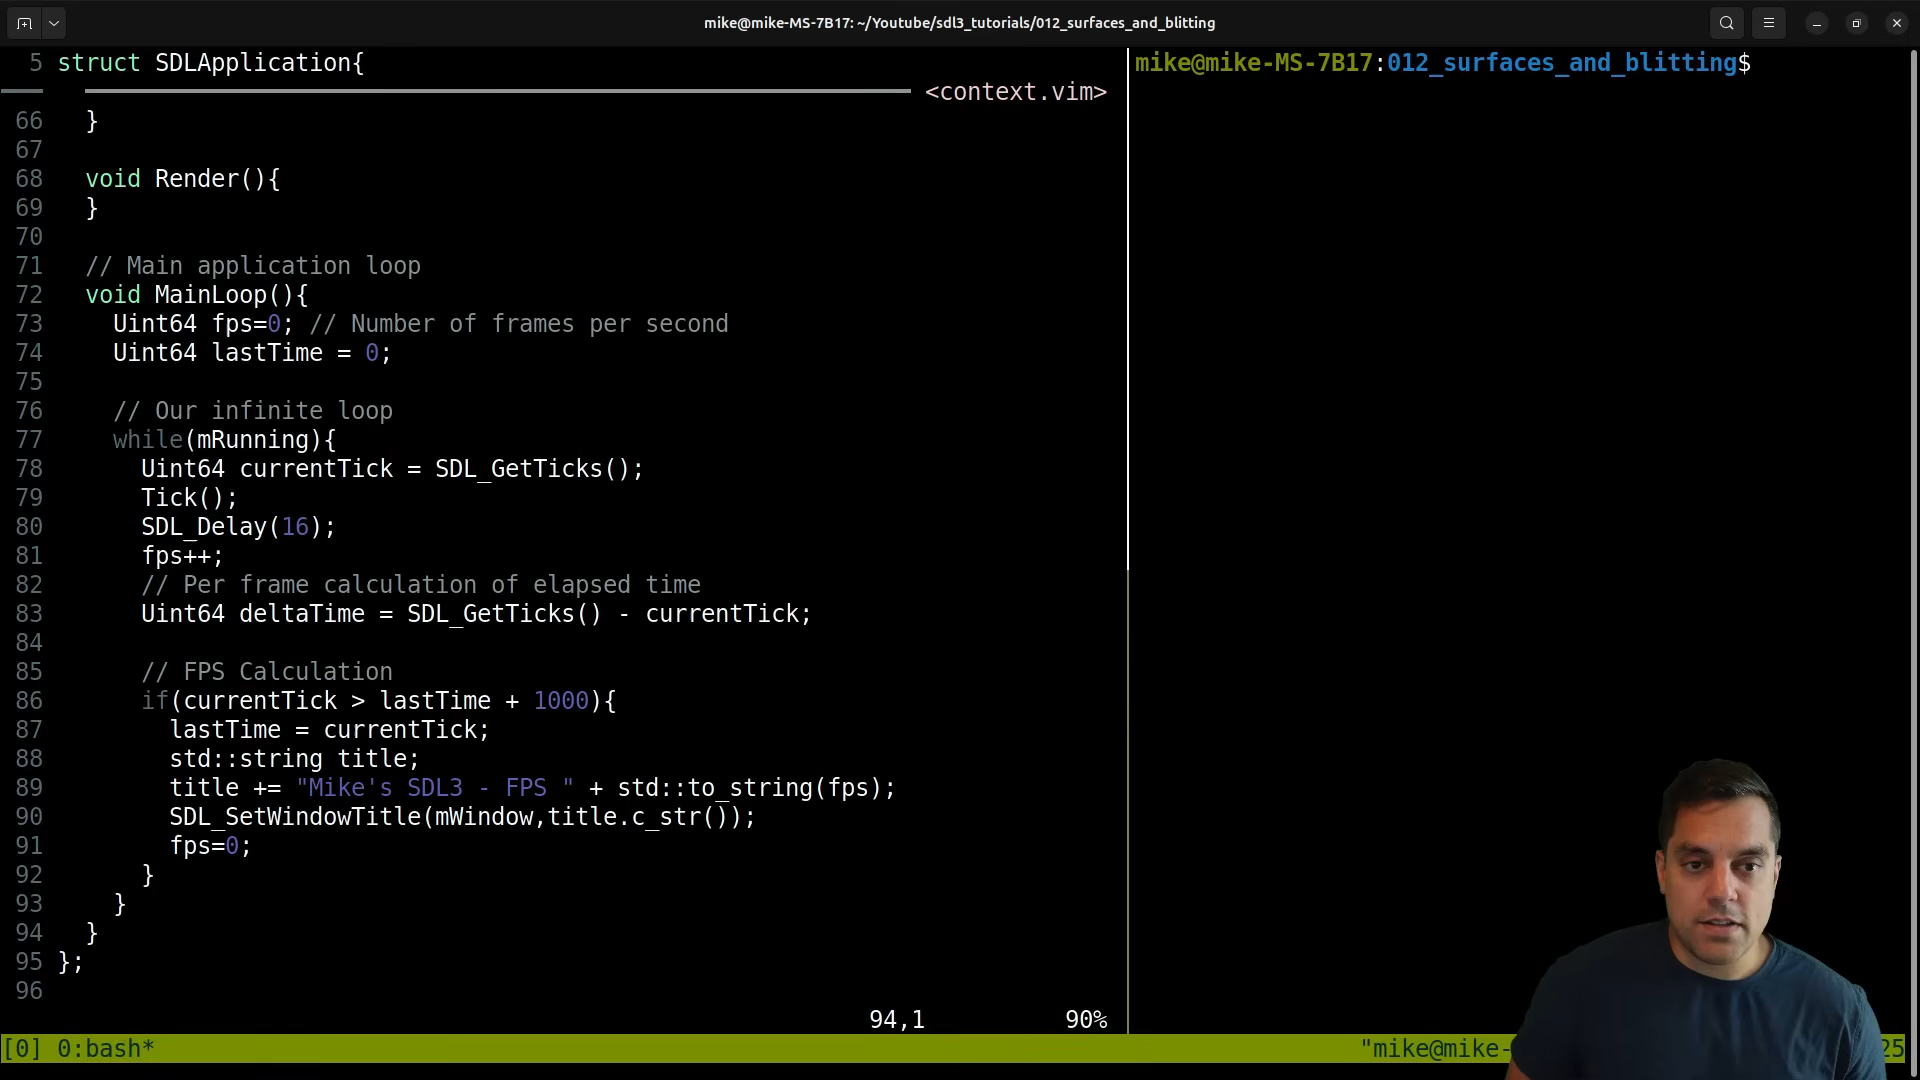 mike@mike-MS-7B17: ~/Youtube/sdl3_tutorials/012_surfaces_and_blitting
5 struct SDLApplication{
<context.vim>
66 }
67
68 void Render(){
69 }
70
71 // Main application loop
72 void MainLoop(){
73 Uint64 fps=0; // Number of frames per second
74 Uint64 lastTime = 0;
75
76 // Our infinite loop
77 while(mRunning){
78 Uint64 currentTick = SDL_GetTicks();
79 Tick();
80 SDL_Delay(16);
81 fps++;
82 // Per frame calculation of elapsed time
83 Uint64 deltaTime = SDL_GetTicks() - currentTick;
84
85 // FPS Calculation
86 if(currentTick > lastTime + 1000){
87 lastTime = currentTick;
88 std::string title;
89 title += "Mike's SDL3 - FPS " + std::to_string(fps);
90 SDL_SetWindowTitle(mWindow,title.c_str());
91 fps=0;
92 }
93 }
94 }
95 };
96
94,1 90%
mike@mike-MS-7B17:012_surfaces_and_blitting$
[0] 0:bash* "mike@mike- 25